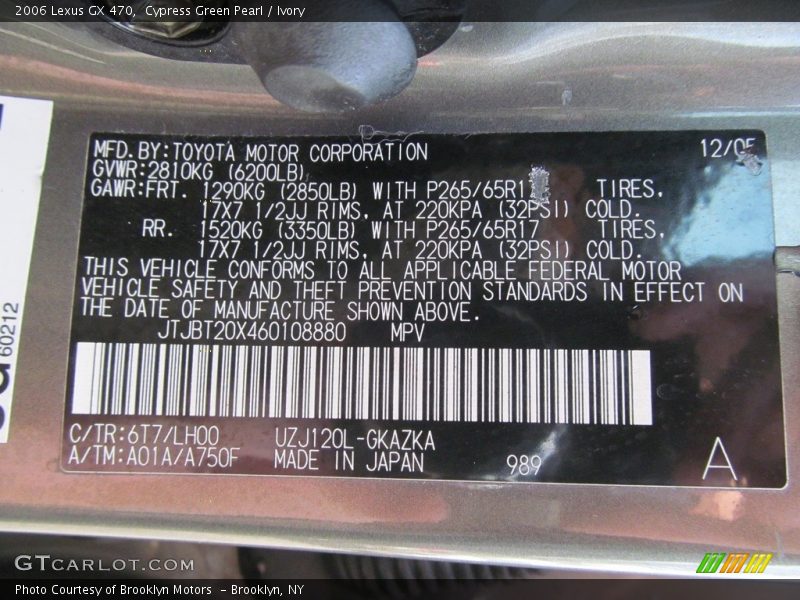 2006 Lexus GX 470, Cypress Green Pearl / Ivory
MFD.BY:TOYOTA MOTOR CORPORATION 12/05
GVWR:2810KG (6200LB)
GAWR:FRT. 1290KG (2850LB) WITH P265/65R17 TIRES,
17X7 1/2JJ RIMS, AT 220KPA (32PSI) COLD.
RR. 1520KG (3350LB) WITH P265/65R17 TIRES,
17X7 1/2JJ RIMS, AT 220KPA (32PSI) COLD.
THIS VEHICLE CONFORMS TO ALL APPLICABLE FEDERAL MOTOR
VEHICLE SAFETY AND THEFT PREVENTION STANDARDS IN EFFECT ON
THE DATE OF MANUFACTURE SHOWN ABOVE.
JTJBT20X460108880 MPV
C/TR:6T7/LH00 UZJ120L-GKAZKA
A/TM:A01A/A750F MADE IN JAPAN 989 A
60212
GTCARLOT.COM
Photo Courtesy of Brooklyn Motors - Brooklyn, NY